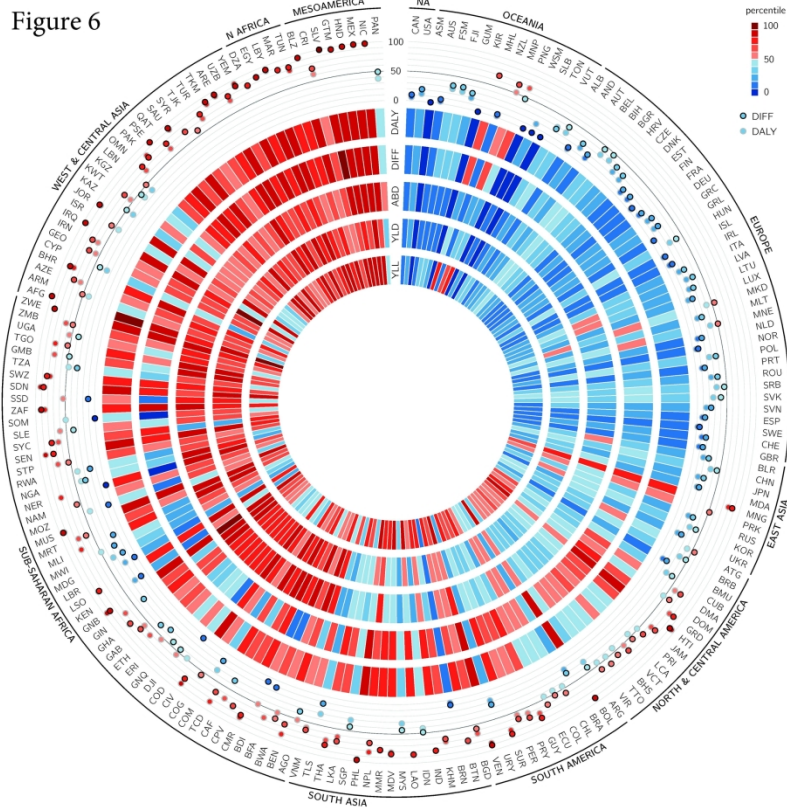 Figure 6
NA
CAN
USA
OCEANIA
ASM
AUS
FSM
FJI
GUM
KIR
MHL
NZL
MNP
PNG
WSM
SLB
TON
VUT
EUROPE
ALB
AND
AUT
BEL
BIH
BGR
HRV
CZE
DNK
EST
FIN
FRA
DEU
GRC
GRL
HUN
ISL
IRL
ITA
LVA
LTU
LUX
MKD
MLT
MNE
NLD
NOR
POL
PRT
ROU
SRB
SVK
SVN
ESP
SWE
CHE
GBR
BLR
EAST ASIA
CHN
JPN
MDA
MNG
PRK
RUS
KOR
UKR
NORTH & CENTRAL AMERICA
ATG
BRB
BMU
CUB
DMA
DOM
GRD
HTI
JAM
PRI
LCA
VCT
BHS
TTO
VIR
SOUTH AMERICA
ARG
BOL
BRA
CHL
COL
ECU
GUY
PRY
PER
SUR
URY
VEN
SOUTH ASIA
BGD
BTN
BRN
KHM
IND
IDN
LAO
MYS
MDV
MMR
NPL
PHL
SGP
LKA
THA
TLS
VNM
SUB-SAHARAN AFRICA
AGO
BEN
BWA
BFA
BDI
CMR
CPV
CAF
TCD
COM
COG
CIV
COD
DJI
GNQ
ERI
ETH
GAB
GHA
GIN
GNB
KEN
LSO
LBR
MDG
MWI
MLI
MRT
MUS
MOZ
NAM
NER
NGA
RWA
STP
SEN
SYC
SLE
SOM
ZAF
SSD
SDN
SWZ
TZA
GMB
TGO
UGA
ZMB
ZWE
WEST & CENTRAL ASIA
AFG
ARM
AZE
BHR
CYP
GEO
IRN
IRQ
ISR
JOR
KAZ
KWT
KGZ
LBN
OMN
PAK
PSE
QAT
SAU
SYR
TJK
TUR
TKM
ARE
UZB
YEM
N AFRICA
DZA
EGY
LBY
MAR
TUN
MESOAMERICA
BLZ
CRI
SLV
GTM
HND
MEX
NIC
PAN
100
50
0
DALY
DIFF
ABD
YLD
YLL
percentile
100
50
0
DIFF
DALY